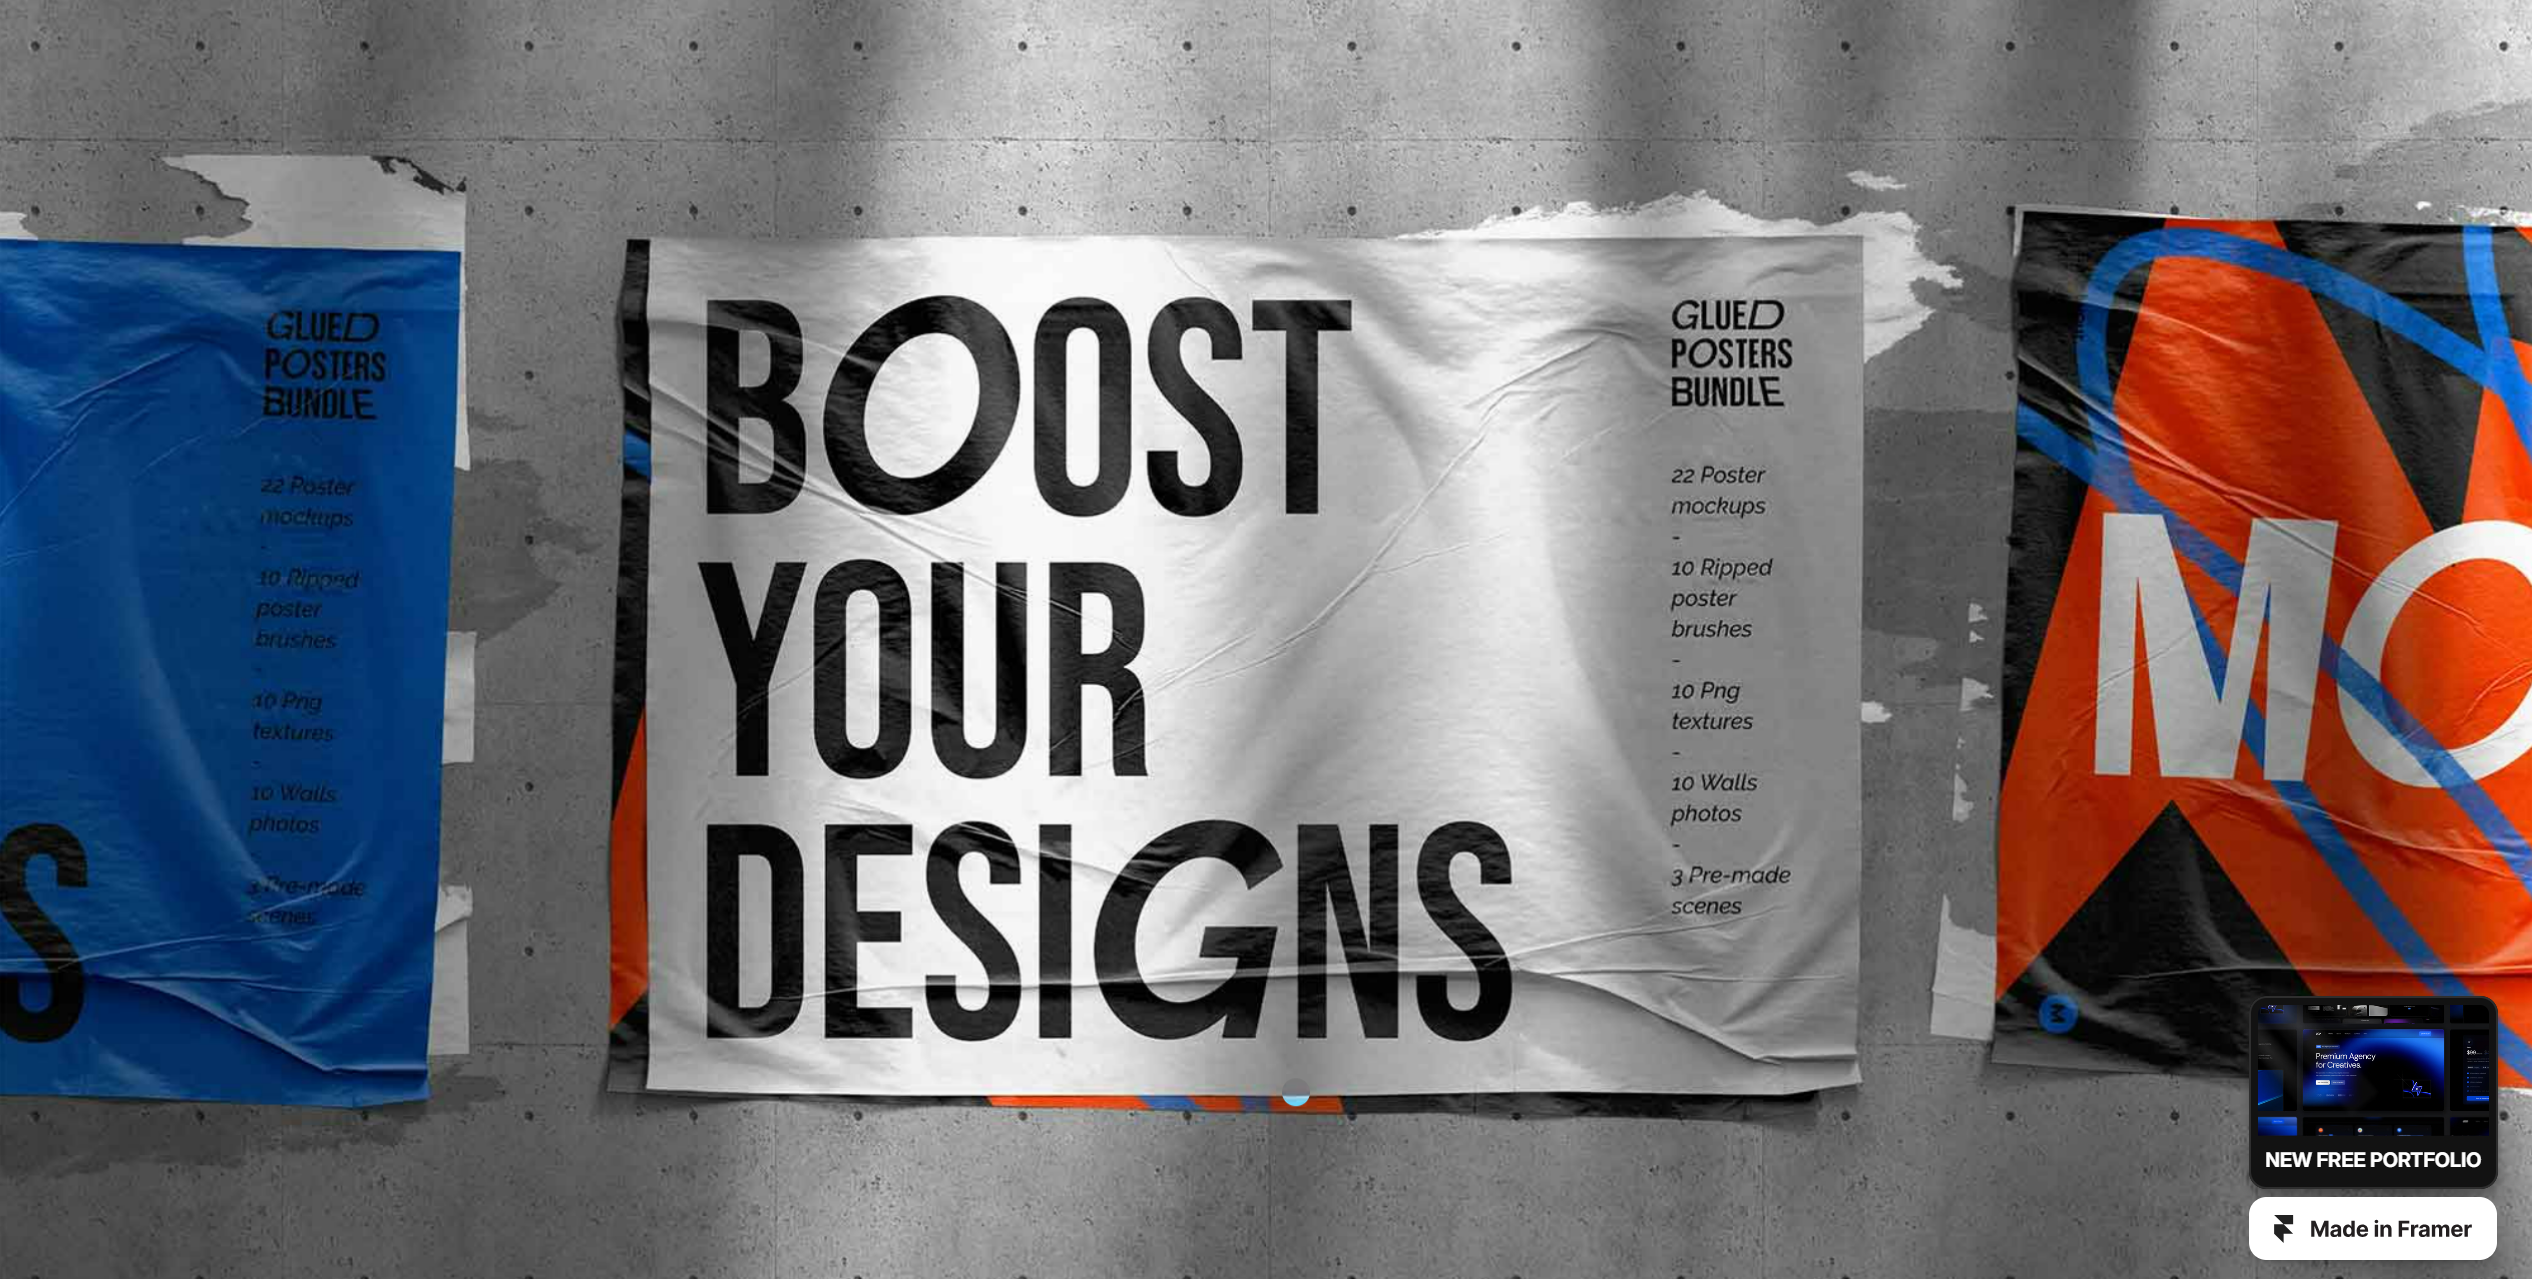 GLUED
POSTERS
BUNDLE
22 Poster
mockups
-
10 Ripped
poster
brushes
-
10 Png
textures
-
10 Walls
photos
3 Pre-made
scenes
S
BOOST
YOUR
DESIGNS
GLUED
POSTERS
BUNDLE
22 Poster
mockups
-
10 Ripped
poster
brushes
-
10 Png
textures
-
10 Walls
photos
-
3 Pre-made
scenes
MO
M
Premium Agency
for Creatives.
NEW FREE PORTFOLIO
Made in Framer